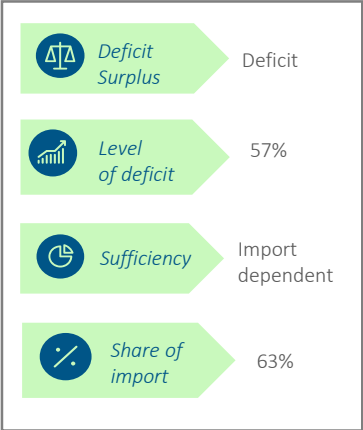 Deficit
Surplus
Deficit
Level
of deficit
57%
Sufficiency
Import
dependent
Share of
import
63%